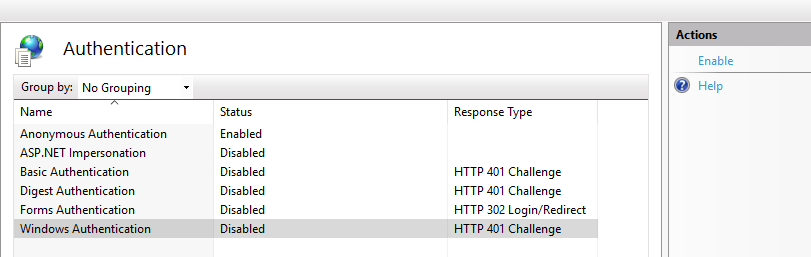 Authentication
Group by: No Grouping
Name Status Response Type
Anonymous Authentication Enabled
ASP.NET Impersonation Disabled
Basic Authentication Disabled HTTP 401 Challenge
Digest Authentication Disabled HTTP 401 Challenge
Forms Authentication Disabled HTTP 302 Login/Redirect
Windows Authentication Disabled HTTP 401 Challenge
Actions
Enable
Help